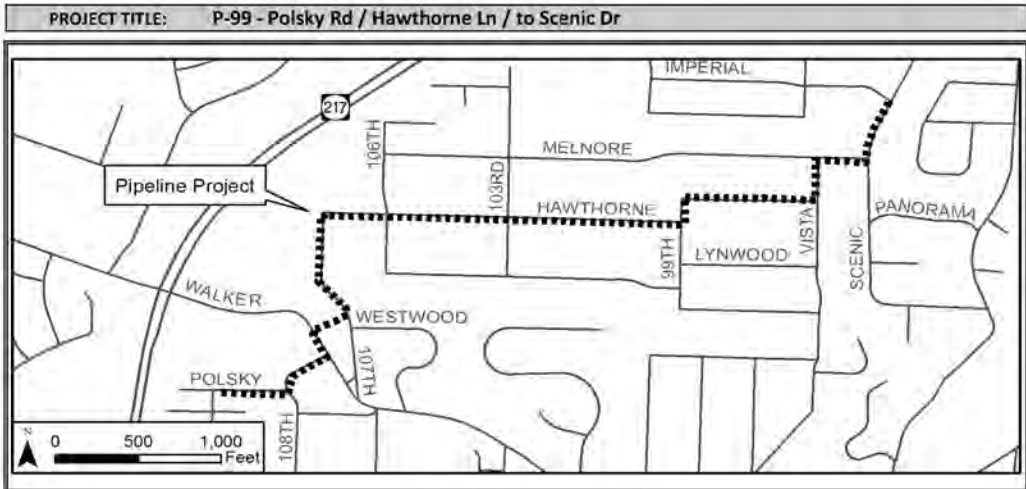 PROJECT TITLE: P-99 - Polsky Rd / Hawthorne Ln / to Scenic Dr
IMPERIAL
217
106TH
MELNORE
Pipeline Project
103RD
HAWTHORNE
PANORAMA
VISTA
99TH
LYNWOOD
SCENIC
WALKER
WESTWOOD
107TH
POLSKY
108TH
N
0 500 1,000
Feet